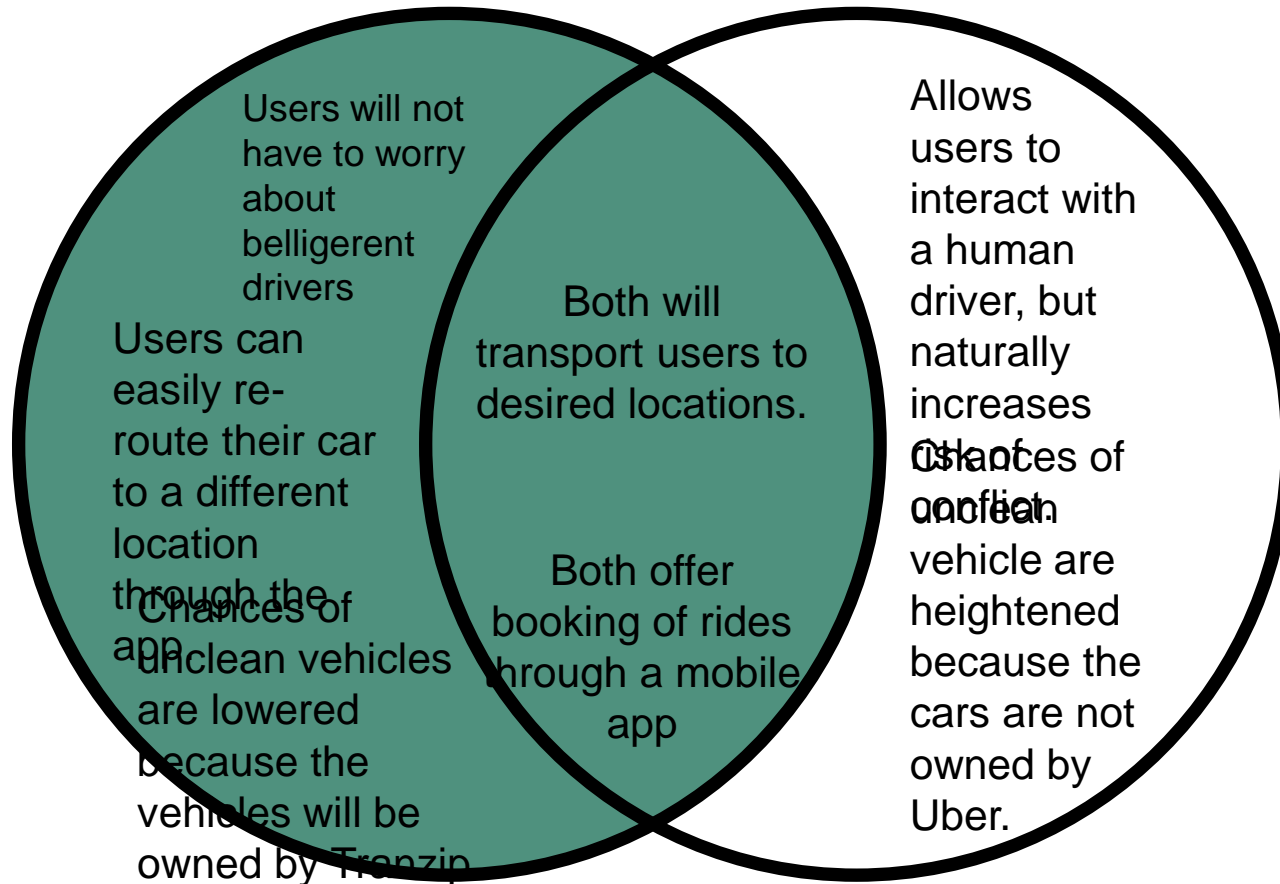 Users will not
have to worry
about
belligerent
drivers
Users can
easily re-
route their car
to a different
location
through the
app.
Chances of
unclean vehicles
are lowered
because the
vehicles will be
owned by Tranzip
Both will
transport users to
desired locations.
Both offer
booking of rides
through a mobile
app
Allows
users to
interact with
a human
driver, but
naturally
increases
risk of
conflict.
Chances of
unclean
vehicle are
heightened
because the
cars are not
owned by
Uber.